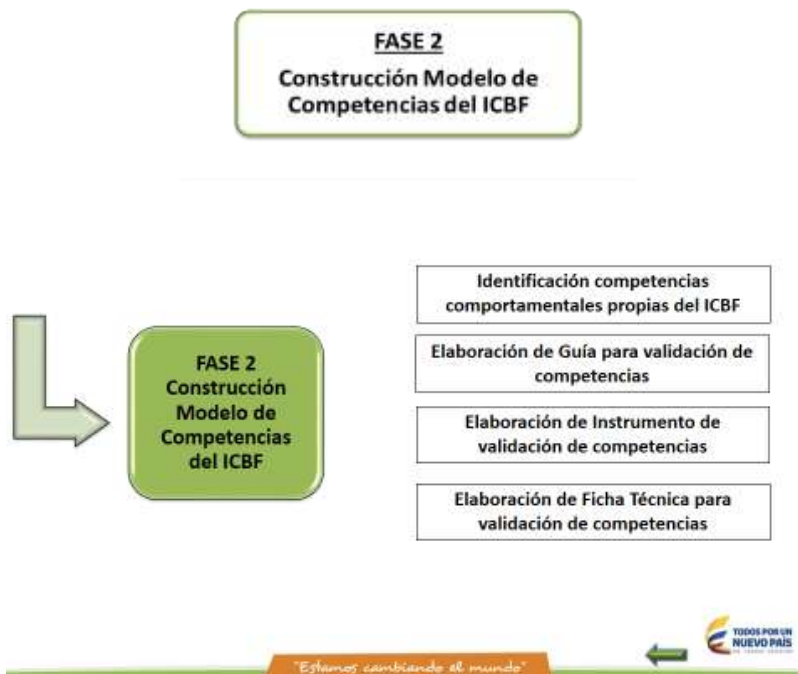 FASE 2
Construcción Modelo de
Competencias del ICBF
FASE 2
Construcción
Modelo de
Competencias
del ICBF
Identificación competencias
comportamentales propias del ICBF
Elaboración de Guía para validación de
competencias
Elaboración de Instrumento de
validación de competencias
Elaboración de Ficha Técnica para
validación de competencias
"Estamos cambiando el mundo"
TODOS POR UN
NUEVO PAÍS